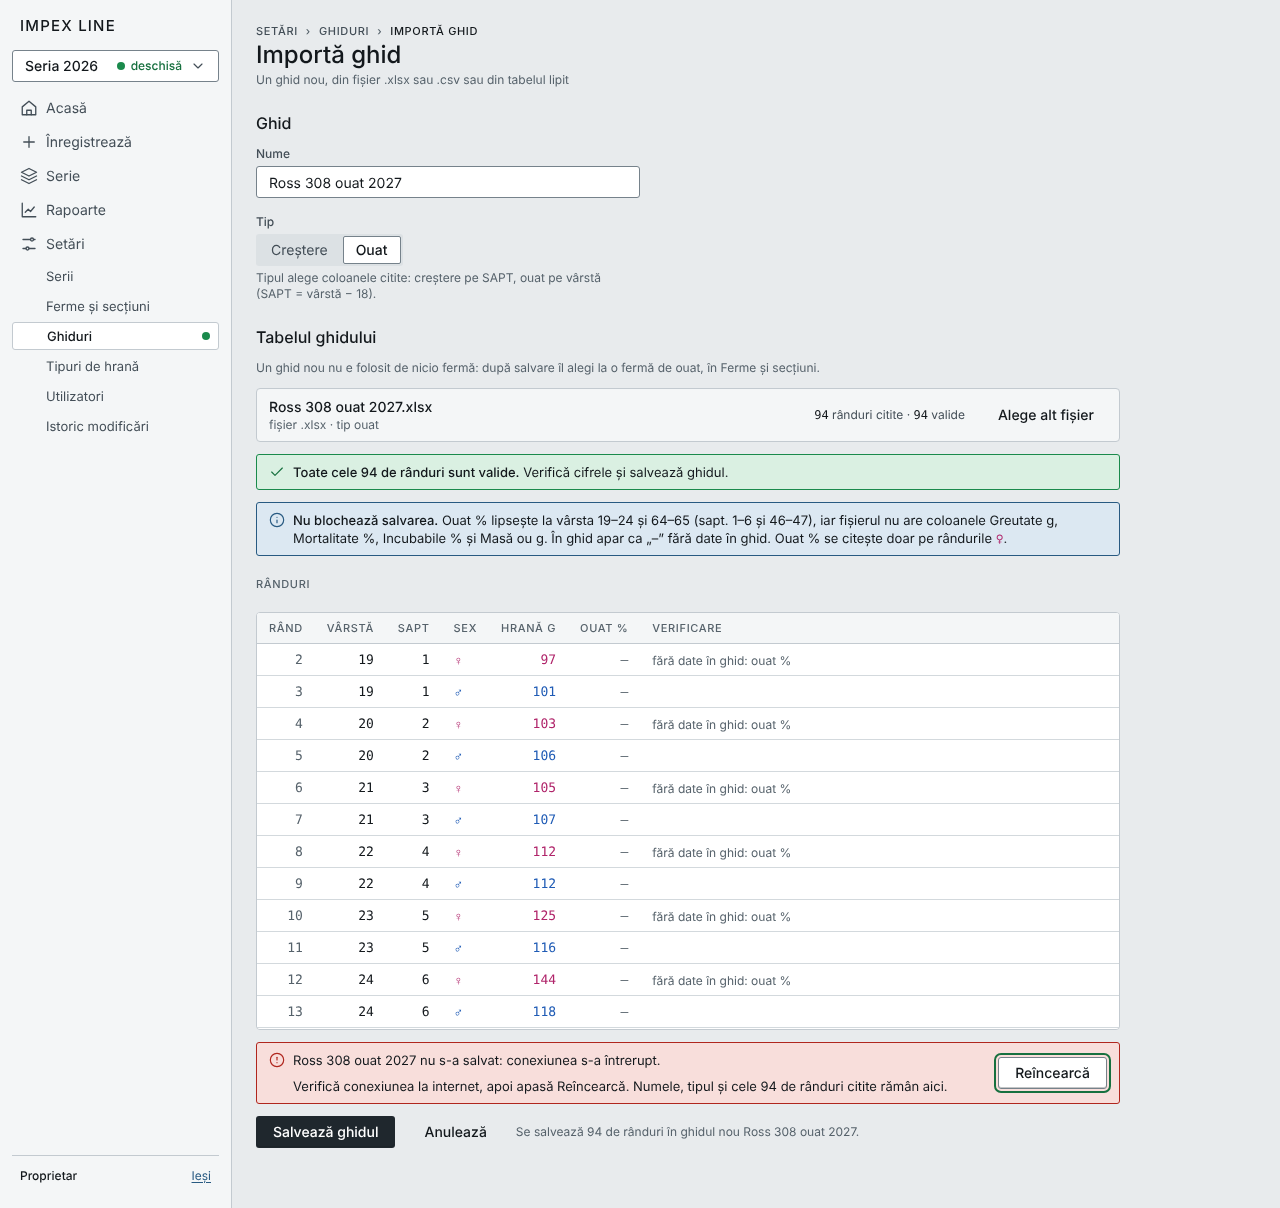 IMPEX LINE
Seria 2026 deschisă
Acasă
Înregistrează
Serie
Rapoarte
Setări
Serii
Ferme și secțiuni
Ghiduri
Tipuri de hrană
Utilizatori
Istoric modificări
Proprietar Ieși
SETĂRI › GHIDURI › IMPORTĂ GHID
Importă ghid
Un ghid nou, din fișier .xlsx sau .csv sau din tabelul lipit
Ghid
Nume
Ross 308 ouat 2027
Tip
Creștere Ouat
Tipul alege coloanele citite: creștere pe SAPT, ouat pe vârstă
(SAPT = vârstă − 18).
Tabelul ghidului
Un ghid nou nu e folosit de nicio fermă: după salvare îl alegi la o fermă de ouat, în Ferme și secțiuni.
Ross 308 ouat 2027.xlsx
fișier .xlsx · tip ouat
94 rânduri citite · 94 valide
Alege alt fișier
Toate cele 94 de rânduri sunt valide. Verifică cifrele și salvează ghidul.
Nu blochează salvarea. Ouat % lipsește la vârsta 19–24 și 64–65 (sapt. 1–6 și 46–47), iar fișierul nu are coloanele Greutate g,
Mortalitate %, Incubabile % și Masă ou g. În ghid apar ca „–” fără date în ghid. Ouat % se citește doar pe rândurile ♀.
RÂNDURI
RÂND VÂRSTĂ SAPT SEX HRANĂ G OUAT % VERIFICARE
2 19 1 ♀ 97 – fără date în ghid: ouat %
3 19 1 ♂ 101 –
4 20 2 ♀ 103 – fără date în ghid: ouat %
5 20 2 ♂ 106 –
6 21 3 ♀ 105 – fără date în ghid: ouat %
7 21 3 ♂ 107 –
8 22 4 ♀ 112 – fără date în ghid: ouat %
9 22 4 ♂ 112 –
10 23 5 ♀ 125 – fără date în ghid: ouat %
11 23 5 ♂ 116 –
12 24 6 ♀ 144 – fără date în ghid: ouat %
13 24 6 ♂ 118 –
Ross 308 ouat 2027 nu s-a salvat: conexiunea s-a întrerupt.
Verifică conexiunea la internet, apoi apasă Reîncearcă. Numele, tipul și cele 94 de rânduri citite rămân aici.
Reîncearcă
Salvează ghidul Anulează Se salvează 94 de rânduri în ghidul nou Ross 308 ouat 2027.